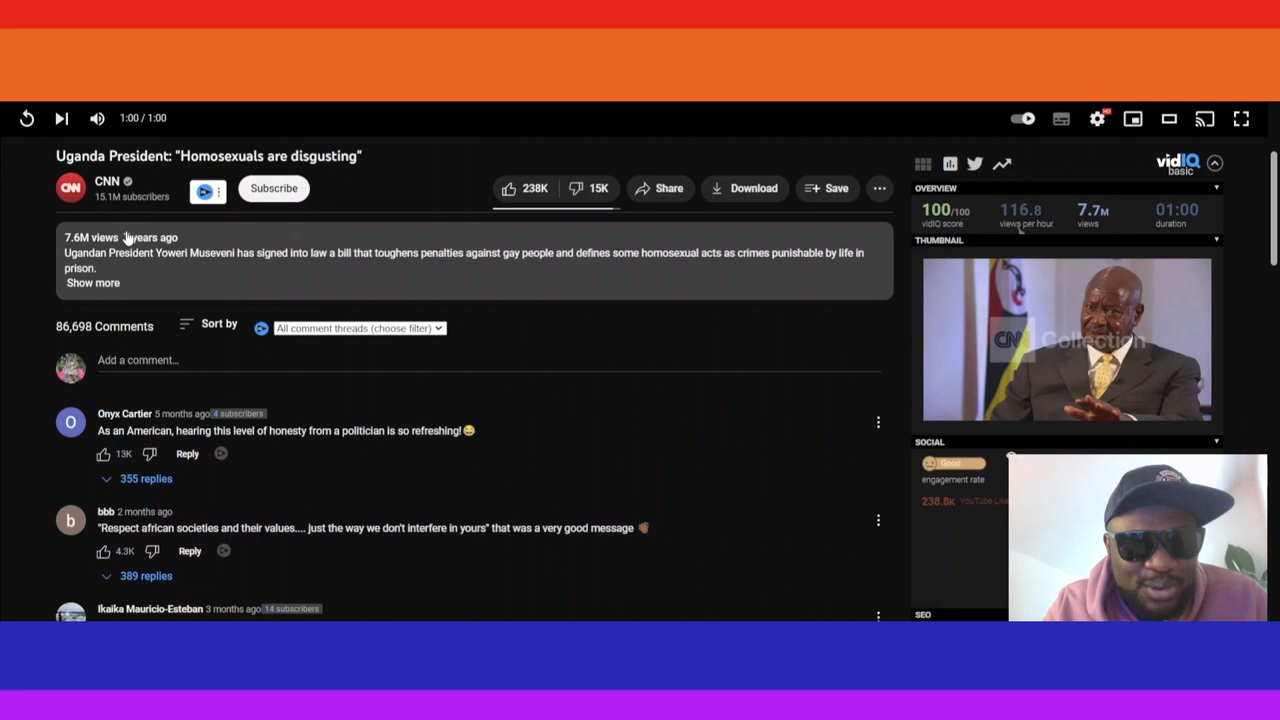 1:00 / 1:00
HD
Uganda President: "Homosexuals are disgusting"
CNN
CNN
15.1M subscribers
Subscribe
238K
15K
Share
Download
Save
7.6M views
years ago
Ugandan President Yoweri Museveni has signed into law a bill that toughens penalties against gay people and defines some homosexual acts as crimes punishable by life in
prison.
Show more
86,698 Comments
Sort by
All comment threads (choose filter)
Add a comment...
O
Onyx Cartier 5 months ago 4 subscribers
As an American, hearing this level of honesty from a politician is so refreshing!😂
13K
Reply
355 replies
b
bbb 2 months ago
"Respect african societies and their values.... just the way we don't interfere in yours" that was a very good message
4.3K
Reply
389 replies
Ikaika Mauricio-Esteban 3 months ago 14 subscribers
vidIQ
basic
OVERVIEW
100/100
vidIQ score
116.8
views per hour
7.7M
views
01:00
duration
THUMBNAIL
CNN Collection
SOCIAL
Good
engagement rate
238.8K YouTube Like
SEO